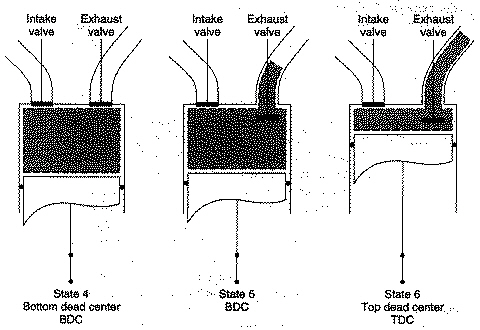 Intake
valve
Exhaust
valve
Intake
valve
Exhaust
valve
Intake
valve
Exhaust
valve
State 4
Bottom dead center
BDC
State 5
BDC
State 6
Top dead center
TDC